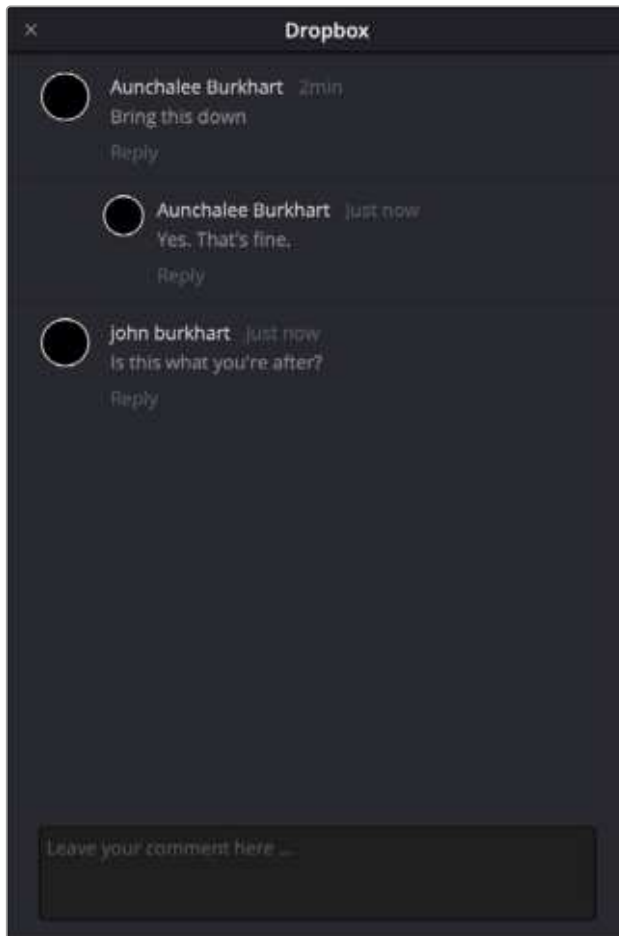 ×
Dropbox
Aunchalee Burkhart 2min
Bring this down
Reply
Aunchalee Burkhart Just now
Yes. That's fine.
Reply
john burkhart Just now
Is this what you're after?
Reply
Leave your comment here ...